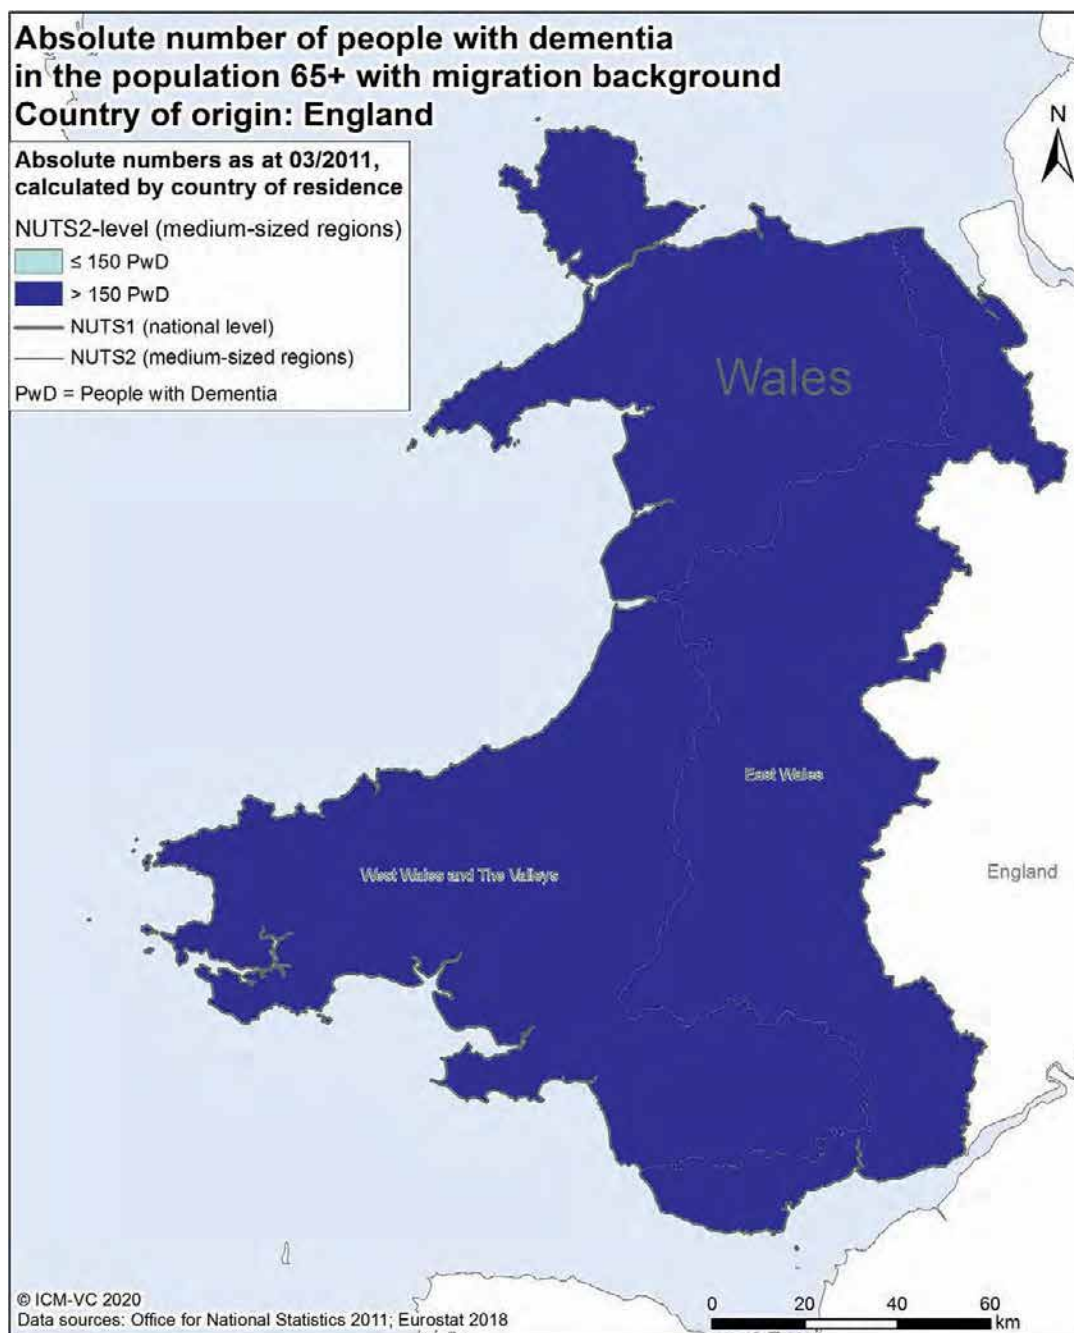 Absolute number of people with dementia
in the population 65+ with migration background
Country of origin: England
N
Absolute numbers as at 03/2011,
calculated by country of residence
NUTS2-level (medium-sized regions)
≤ 150 PwD
> 150 PwD
NUTS1 (national level)
NUTS2 (medium-sized regions)
PwD = People with Dementia
Wales
East Wales
West Wales and The Valleys
England
© ICM-VC 2020
Data sources: Office for National Statistics 2011; Eurostat 2018
0 20 40 60
km